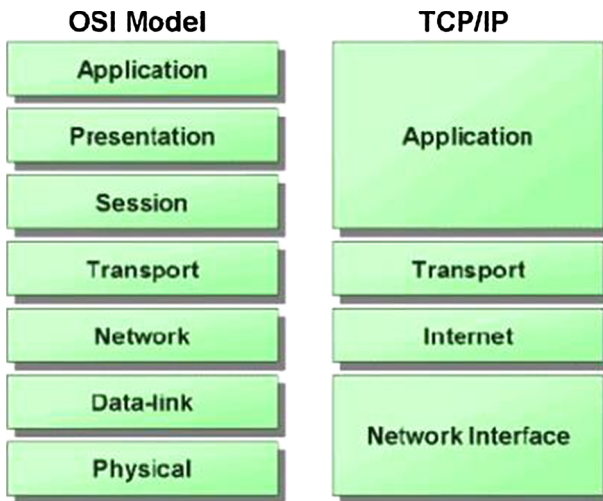 OSI Model
Application
Presentation
Session
Transport
Network
Data-link
Physical
TCP/IP
Application
Transport
Internet
Network Interface